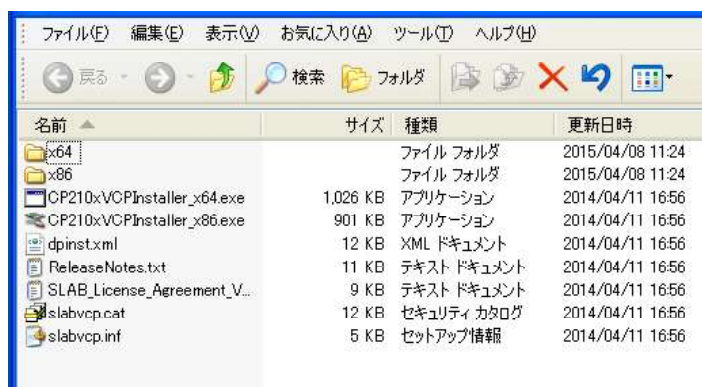 ファイル(F) 編集(E) 表示(V) お気に入り(A) ツール(T) ヘルプ(H)
戻る 検索 フォルダ
名前 サイズ 種類 更新日時
x64 ファイル フォルダ 2015/04/08 11:24
x86 ファイル フォルダ 2015/04/08 11:24
CP210xVCPInstaller_x64.exe 1,026 KB アプリケーション 2014/04/11 16:56
CP210xVCPInstaller_x86.exe 901 KB アプリケーション 2014/04/11 16:56
dpinst.xml 12 KB XML ドキュメント 2014/04/11 16:56
ReleaseNotes.txt 11 KB テキスト ドキュメント 2014/04/11 16:56
SLAB_License_Agreement_V... 9 KB テキスト ドキュメント 2014/04/11 16:56
slabvcp.cat 12 KB セキュリティ カタログ 2014/04/11 16:56
slabvcp.inf 5 KB セットアップ情報 2014/04/11 16:56